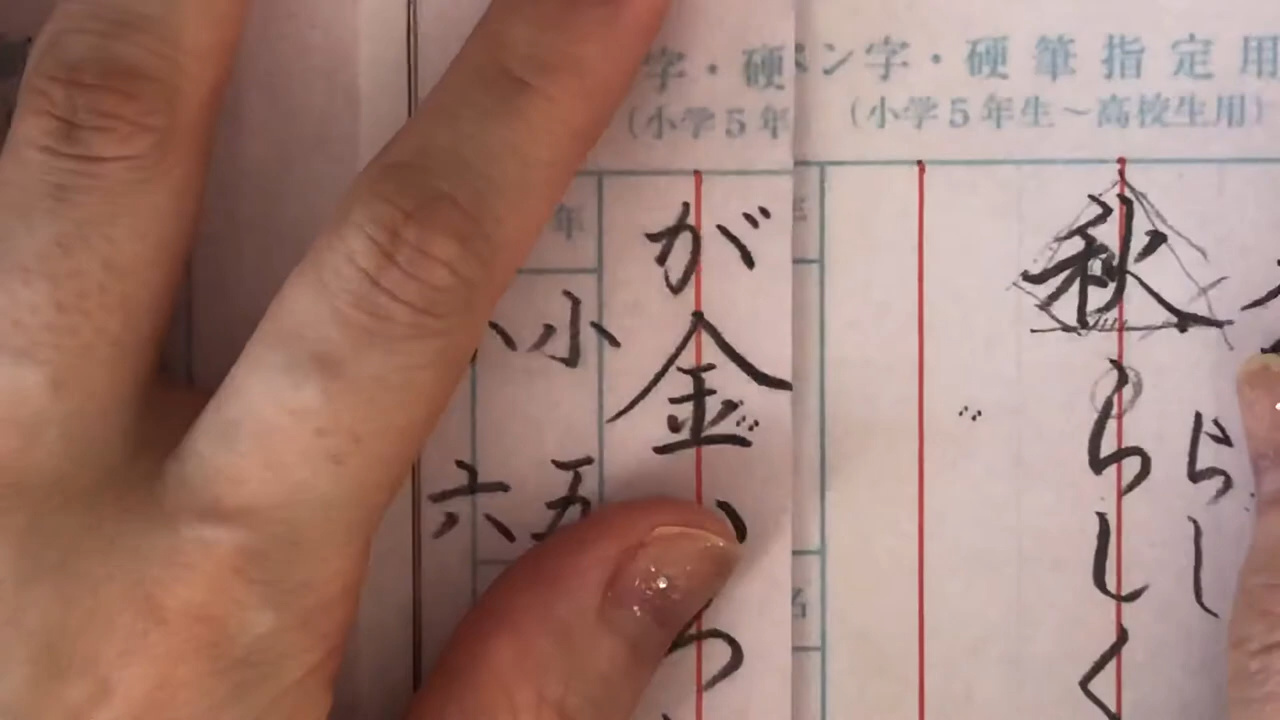 ン字・硬筆指定用
(小学5年生~高校生用)
秋らしく
らし
字・硬
(小学5年
が金
年
小
五
六